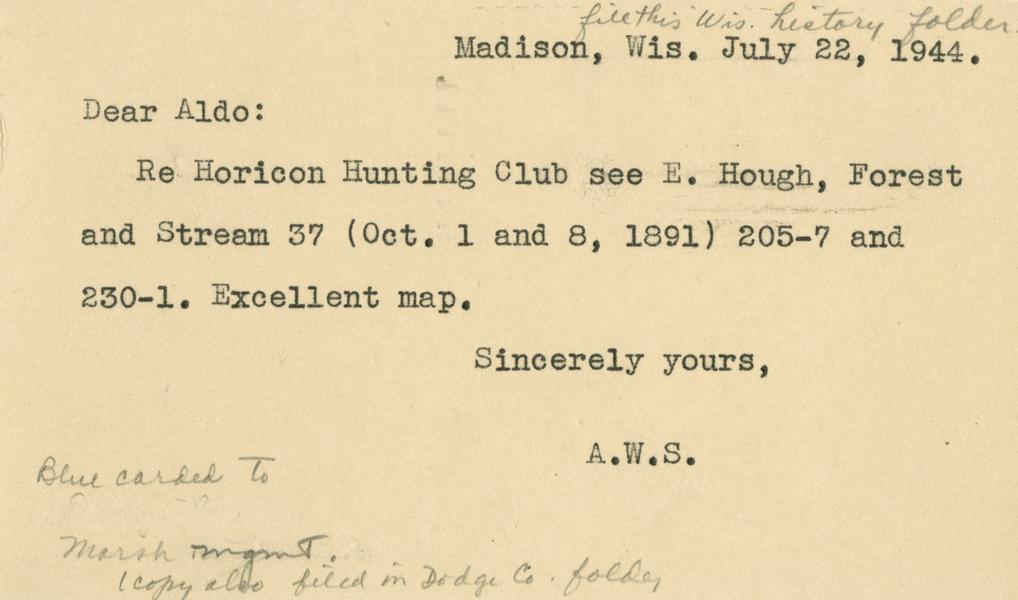 file this Wis. history folder.
Madison, Wis. July 22, 1944.
Dear Aldo:
Re Horicon Hunting Club see E. Hough, Forest
and Stream 37 (Oct. 1 and 8, 1891) 205-7 and
230-1. Excellent map.
Sincerely yours,
A.W.S.
Blue carded to
Marsh mgmt.
1 copy also filed in Dodge Co. folder